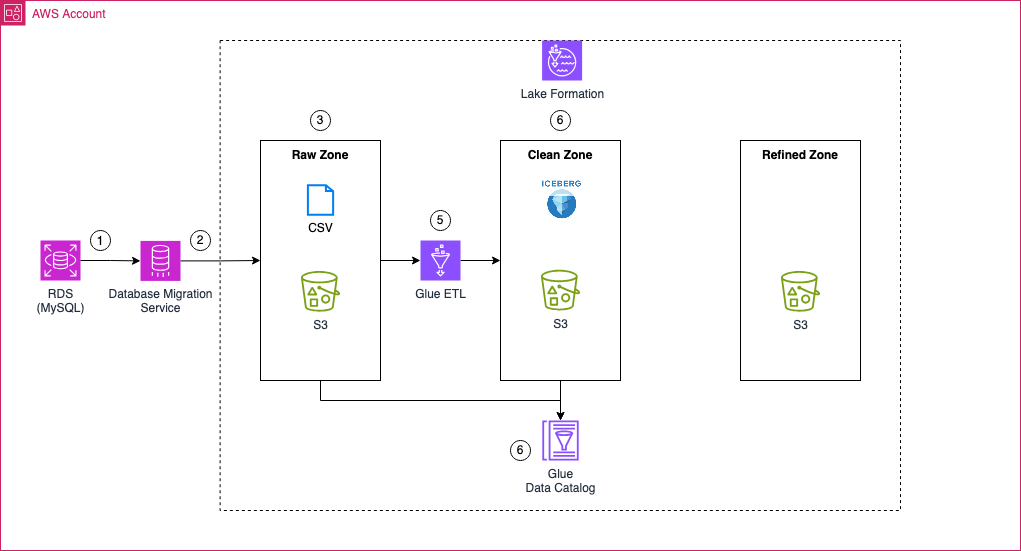 AWS Account
Lake Formation
3
6
Raw Zone
Clean Zone
Refined Zone
ICEBERG
CSV
5
1
2
RDS
(MySQL)
Database Migration
Service
Glue ETL
S3
S3
S3
6
Glue
Data Catalog